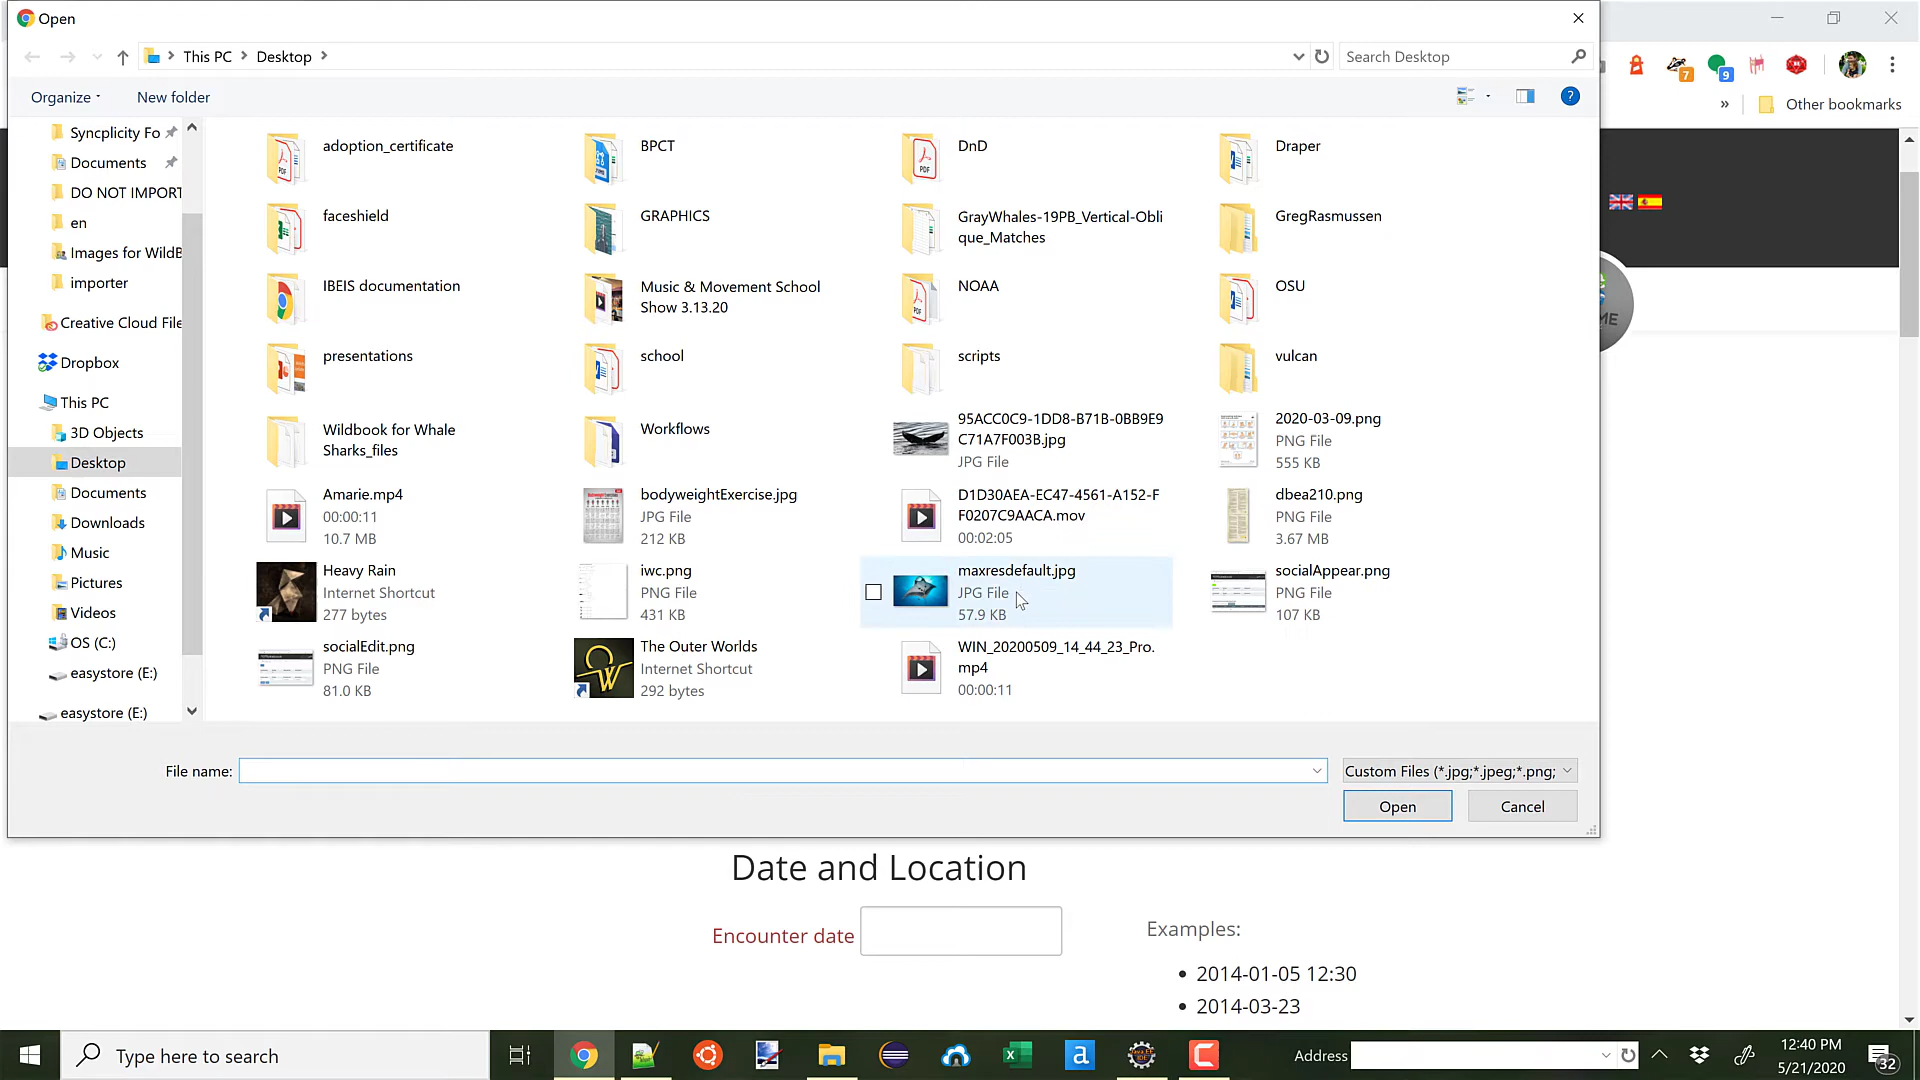 Open
This PC
Desktop
Search Desktop
Organize
New folder
7
9
Other bookmarks
Syncplicity Fo
Documents
DO NOT IMPORT
en
Images for WildB
importer
Creative Cloud File
Dropbox
This PC
3D Objects
Desktop
Documents
Downloads
Music
Pictures
Videos
OS (C:)
easystore (E:)
easystore (E:)
adoption_certificate
BPCT
DnD
Draper
faceshield
GRAPHICS
GrayWhales-19PB_Vertical-Obli
que_Matches
GregRasmussen
IBEIS documentation
Music & Movement School
Show 3.13.20
NOAA
OSU
presentations
school
scripts
vulcan
Wildbook for Whale
Sharks_files
Workflows
95ACC0C9-1DD8-B71B-0BB9E9
C71A7F003B.jpg
JPG File
2020-03-09.png
PNG File
555 KB
Amarie.mp4
00:00:11
10.7 MB
bodyweightExercise.jpg
JPG File
212 KB
D1D30AEA-EC47-4561-A152-F
F0207C9AACA.mov
00:02:05
dbea210.png
PNG File
3.67 MB
Heavy Rain
Internet Shortcut
277 bytes
iwc.png
PNG File
431 KB
maxresdefault.jpg
JPG File
57.9 KB
socialAppear.png
PNG File
107 KB
socialEdit.png
PNG File
81.0 KB
The Outer Worlds
Internet Shortcut
292 bytes
WIN_20200509_14_44_23_Pro.
mp4
00:00:11
File name:
Custom Files (*.jpg;*.jpeg;*.png;
Open
Cancel
Date and Location
Encounter date
Examples:
• 2014-01-05 12:30
• 2014-03-23
Type here to search
Address
12:40 PM
5/21/2020
32